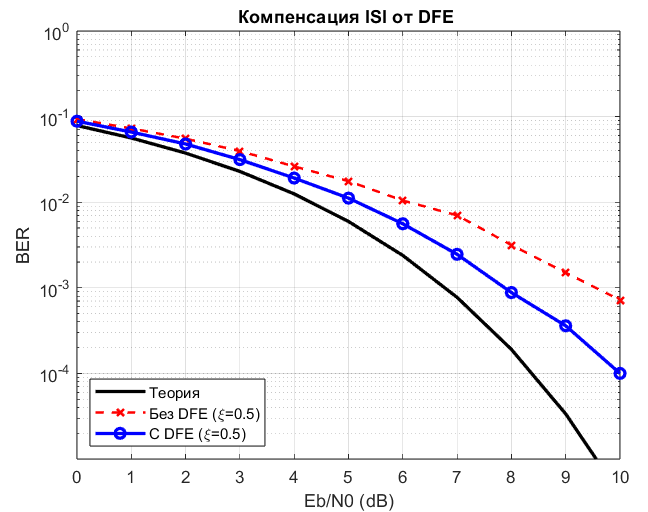 Компенсация ISI от DFE
10^0
10^-1
10^-2
10^-3
10^-4
BER
Теория
Без DFE (ξ=0.5)
С DFE (ξ=0.5)
0 1 2 3 4 5 6 7 8 9 10
Eb/N0 (dB)